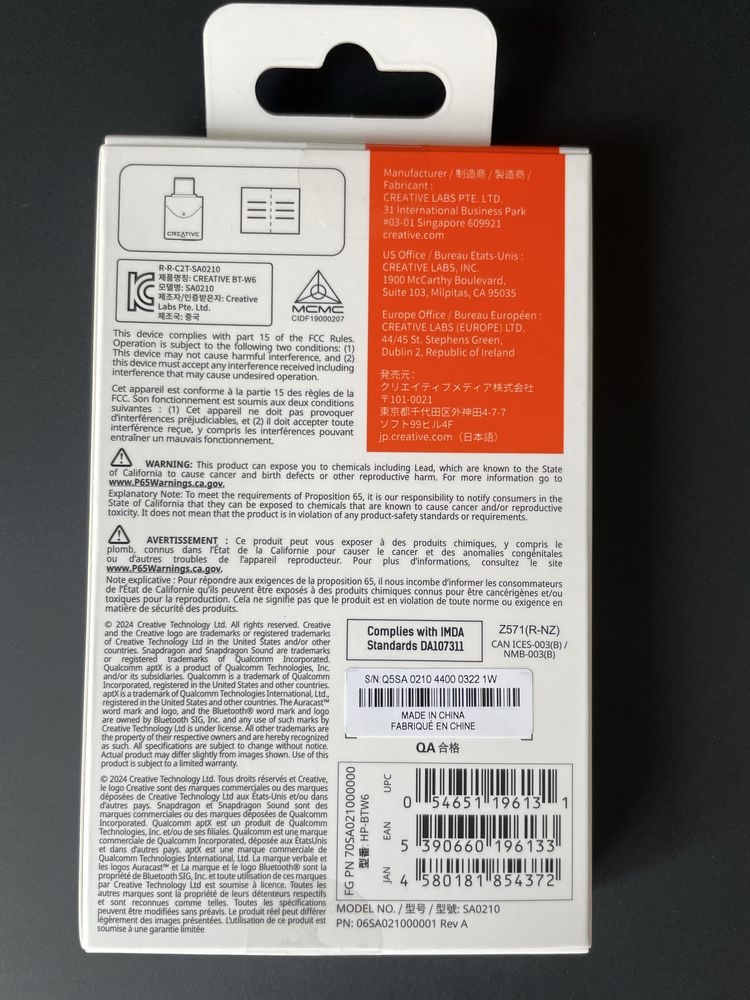 CREATIVE
R-R-C2T-SA0210
제품명칭: CREATIVE BT-W6
모델명: SA0210
제조자/인증받은자: Creative
Labs Pte. Ltd.
제조국: 중국
MCMC
CIDF19000207
This device complies with part 15 of the FCC Rules.
Operation is subject to the following two conditions: (1)
This device may not cause harmful interference, and (2)
this device must accept any interference received including
interference that may cause undesired operation.
Cet appareil est conforme à la partie 15 des règles de la
FCC. Son fonctionnement est soumis aux deux conditions
suivantes : (1) Cet appareil ne doit pas provoquer
d'interférences préjudiciables, et (2) il doit accepter toute
interférence reçue, y compris les interférences pouvant
entraîner un mauvais fonctionnement.
Manufacturer / 制造商 / 製造商 /
Fabricant :
CREATIVE LABS PTE. LTD.
31 International Business Park
#03-01 Singapore 609921
creative.com
US Office / Bureau Etats-Unis :
CREATIVE LABS, INC.
1900 McCarthy Boulevard,
Suite 103, Milpitas, CA 95035
Europe Office / Bureau Européen :
CREATIVE LABS (EUROPE) LTD.
44/45 St. Stephens Green,
Dublin 2, Republic of Ireland
発売元：
クリエイティブメディア株式会社
〒101-0021
東京都千代田区外神田4-7-7
ソフト99ビル4F
jp.creative.com（日本語）
WARNING: This product can expose you to chemicals including Lead, which are known to the State
of California to cause cancer and birth defects or other reproductive harm. For more information go to
www.P65Warnings.ca.gov.
Explanatory Note: To meet the requirements of Proposition 65, it is our responsibility to notify consumers in the
State of California that they can be exposed to chemicals that are known to cause cancer and/or reproductive
toxicity. It does not mean that the product is in violation of any product-safety standards or requirements.
AVERTISSEMENT : Ce produit peut vous exposer à des produits chimiques, y compris le
plomb, connus dans l'État de la Californie pour causer le cancer et des anomalies congénitales
ou d'autres troubles de l'appareil reproducteur. Pour plus d'informations, consultez le site
www.P65Warnings.ca.gov.
Note explicative : Pour répondre aux exigences de la proposition 65, il nous incombe d'informer les consommateurs
de l'État de Californie qu'ils peuvent être exposés à des produits chimiques connus pour être cancérigènes et/ou
toxiques pour la reproduction. Cela ne signifie pas que le produit est en violation de toute norme ou exigence en
matière de sécurité des produits.
© 2024 Creative Technology Ltd. All rights reserved. Creative
and the Creative logo are trademarks or registered trademarks
of Creative Technology Ltd in the United States and/or other
countries. Snapdragon and Snapdragon Sound are trademarks
or registered trademarks of Qualcomm Incorporated.
Qualcomm aptX is a product of Qualcomm Technologies, Inc.
and/or its subsidiaries. Qualcomm is a trademark of Qualcomm
Incorporated, registered in the United States and other countries.
aptX is a trademark of Qualcomm Technologies International, Ltd.,
registered in the United States and other countries. The Auracast™
word mark and logo, and the Bluetooth® word mark and logo
are owned by Bluetooth SIG, Inc. and any use of such marks by
Creative Technology Ltd is under license. All other trademarks are
the property of their respective owners and are hereby recognized
as such. All specifications are subject to change without notice.
Actual product may differ slightly from images shown. Use of this
product is subject to a limited warranty.
© 2024 Creative Technology Ltd. Tous droits réservés et Creative,
le logo Creative sont des marques commerciales ou des marques
déposées de Creative Technology Ltd aux États-Unis et/ou dans
d'autres pays. Snapdragon et Snapdragon Sound sont des
marques commerciales ou des marques déposées de Qualcomm
Incorporated. Qualcomm aptX est un produit de Qualcomm
Technologies, Inc. et/ou de ses filiales. Qualcomm est une marque
commerciale de Qualcomm Incorporated, déposée aux ÉtatsUnis
et dans d'autres pays. aptX est une marque commerciale de
Qualcomm Technologies International, Ltd. La marque verbale et
les logos Auracast™ et La marque et le logo Bluetooth® sont la
propriété de Bluetooth SIG, Inc. et toute utilisation de ces marques
par Creative Technology Ltd est soumise à licence. Toutes les
autres marques sont la propriété de leurs détenteurs respectifs
et sont reconnues comme telles. Toutes les spécifications
peuvent être modifiées sans préavis. Le produit réel peut différer
légèrement des images présentées. L'utilisation de ce produit est
soumise à une garantie limitée
Complies with IMDA
Standards DA107311
Z571(R-NZ)
CAN ICES-003(B) /
NMB-003(B)
S/N:Q5SA 0210 4400 0322 1W
MADE IN CHINA
FABRIQUÉ EN CHINE
QA 合格
FG PN 70SA021000000
型番 HP-BTW6
UPC
0 54651 19613 1
EAN
5 390660 196133
JAN
4 580181 854372
MODEL NO. / 型号 / 型號: SA0210
PN: 06SA021000001 Rev A